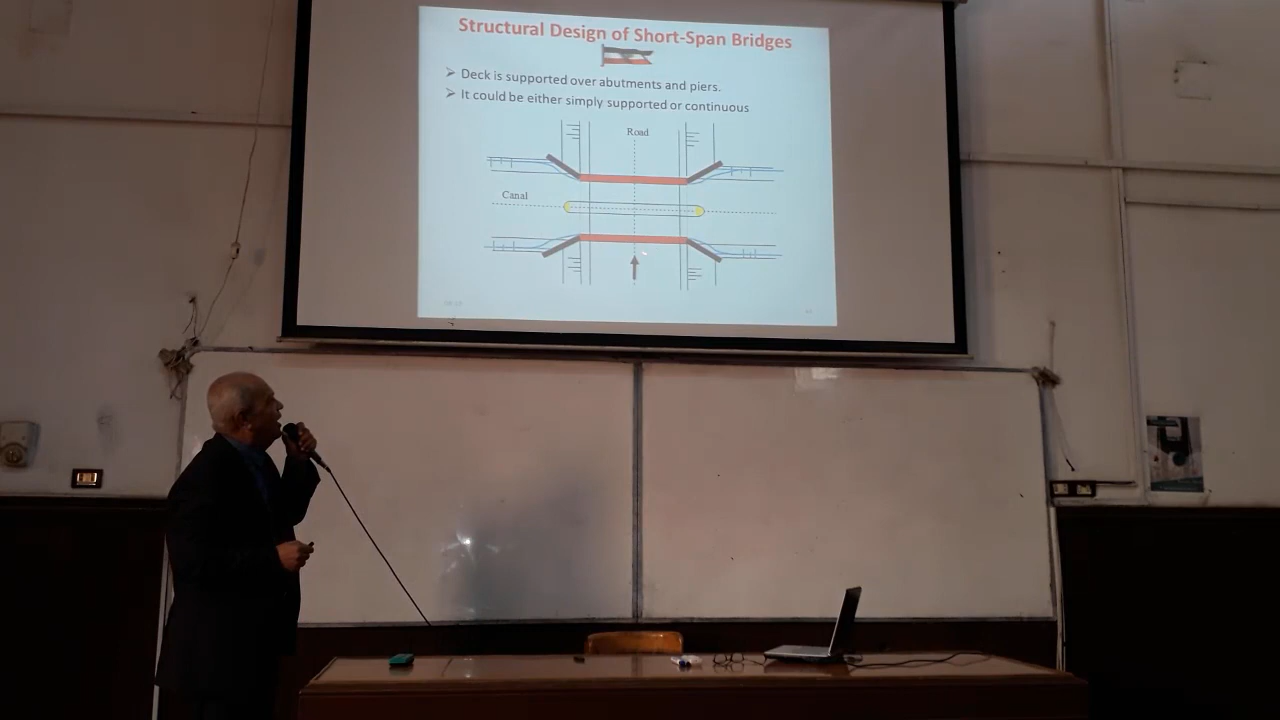 Structural Design of Short-Span Bridges
➢ Deck is supported over abutments and piers.
➢ It could be either simply supported or continuous
Road
Canal